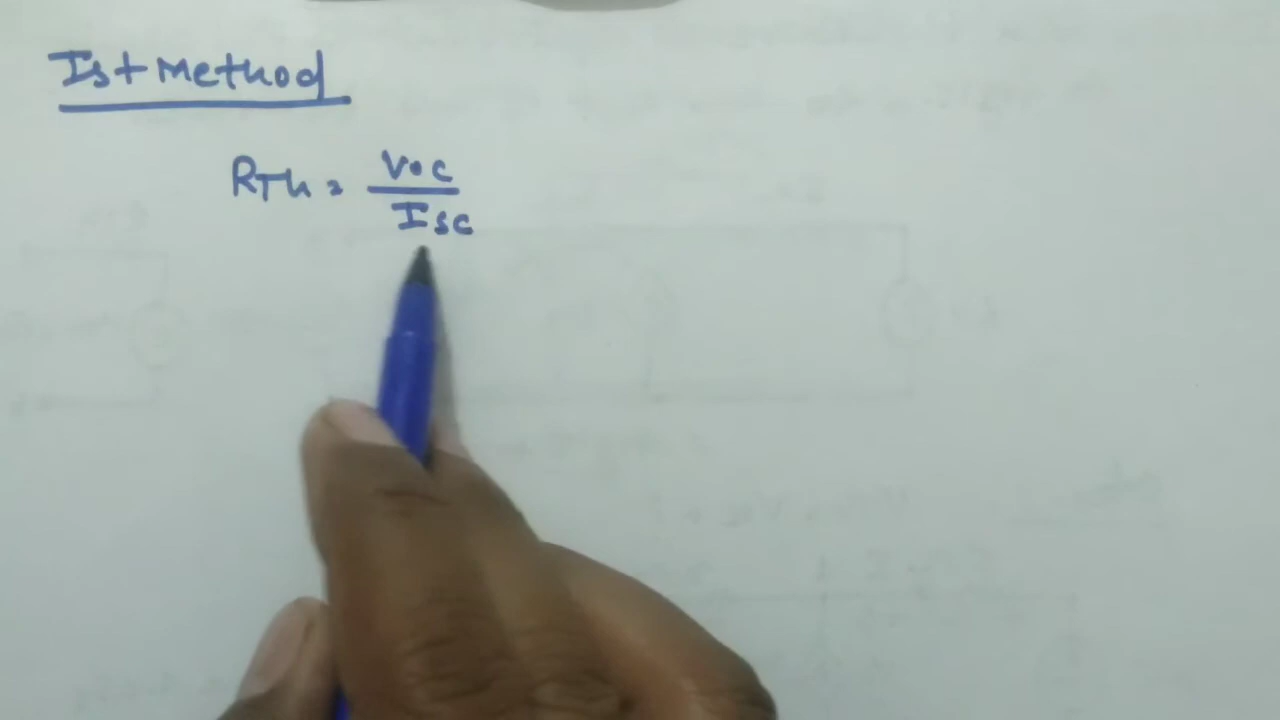 Ist Method
RTh = Voc
Isc